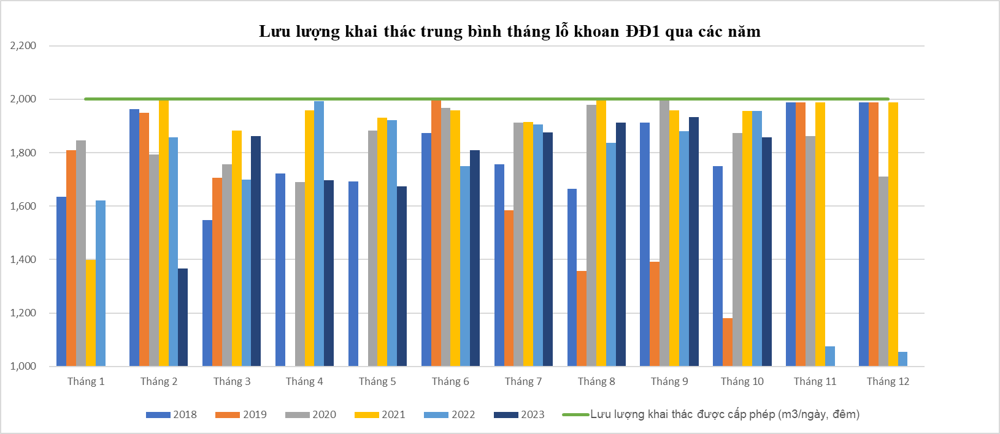 Lưu lượng khai thác trung bình tháng lỗ khoan ĐĐ1 qua các năm
2,200
2,000
1,800
1,600
1,400
1,200
1,000
Tháng 1 Tháng 2 Tháng 3 Tháng 4 Tháng 5 Tháng 6 Tháng 7 Tháng 8 Tháng 9 Tháng 10 Tháng 11 Tháng 12
2018 2019 2020 2021 2022 2023 Lưu lượng khai thác được cấp phép (m3/ngày, đêm)